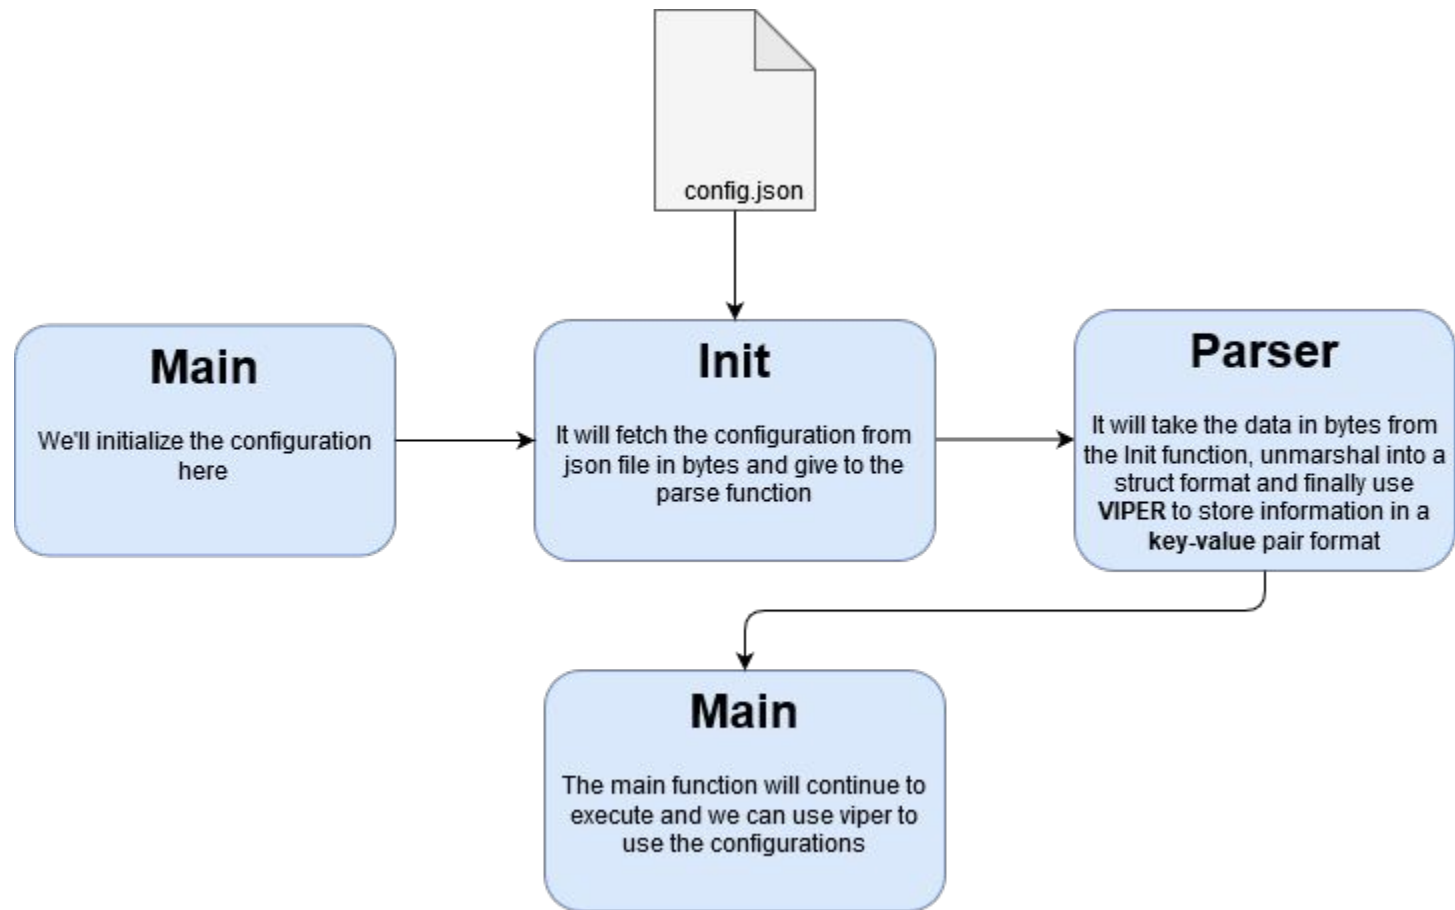 config.json
Main
We'll initialize the configuration
here
Init
It will fetch the configuration from
json file in bytes and give to the
parse function
Parser
It will take the data in bytes from
the Init function, unmarshal into a
struct format and finally use
VIPER to store information in a
key-value pair format
Main
The main function will continue to
execute and we can use viper to
use the configurations